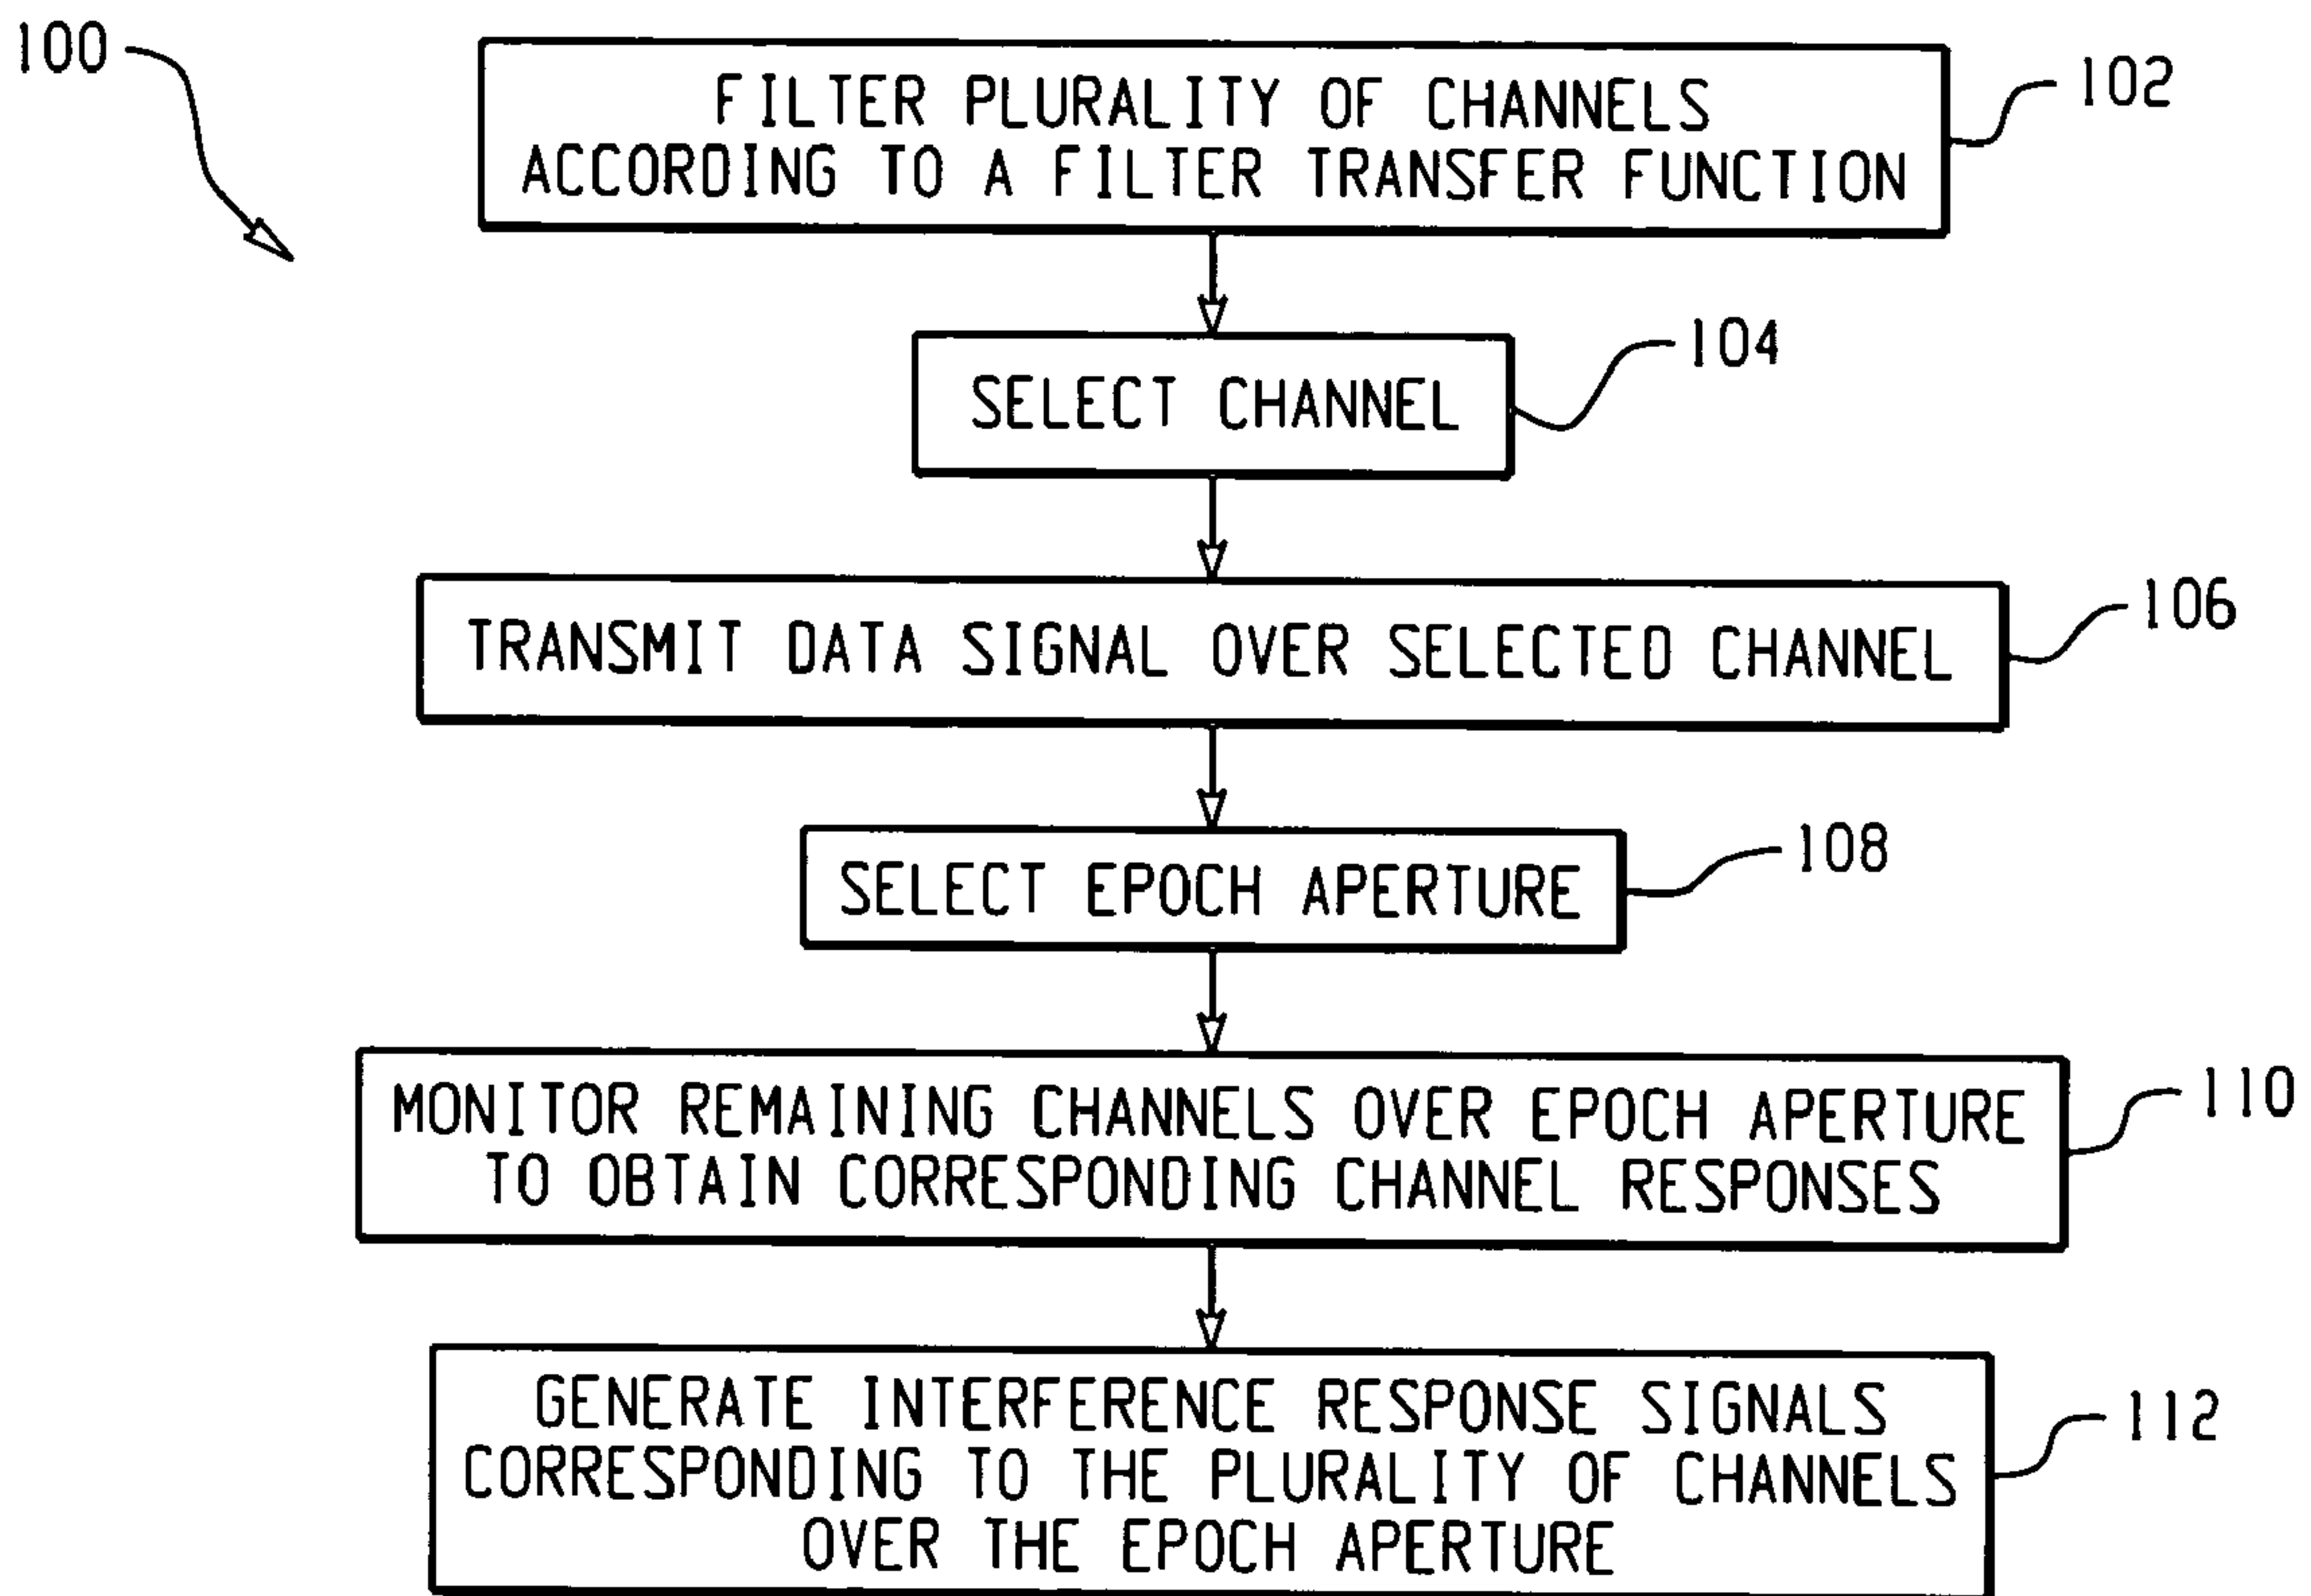 100
FILTER PLURALITY OF CHANNELS
ACCORDING TO A FILTER TRANSFER FUNCTION
102
SELECT CHANNEL
104
TRANSMIT DATA SIGNAL OVER SELECTED CHANNEL
106
SELECT EPOCH APERTURE
108
MONITOR REMAINING CHANNELS OVER EPOCH APERTURE
TO OBTAIN CORRESPONDING CHANNEL RESPONSES
110
GENERATE INTERFERENCE RESPONSE SIGNALS
CORRESPONDING TO THE PLURALITY OF CHANNELS
OVER THE EPOCH APERTURE
112